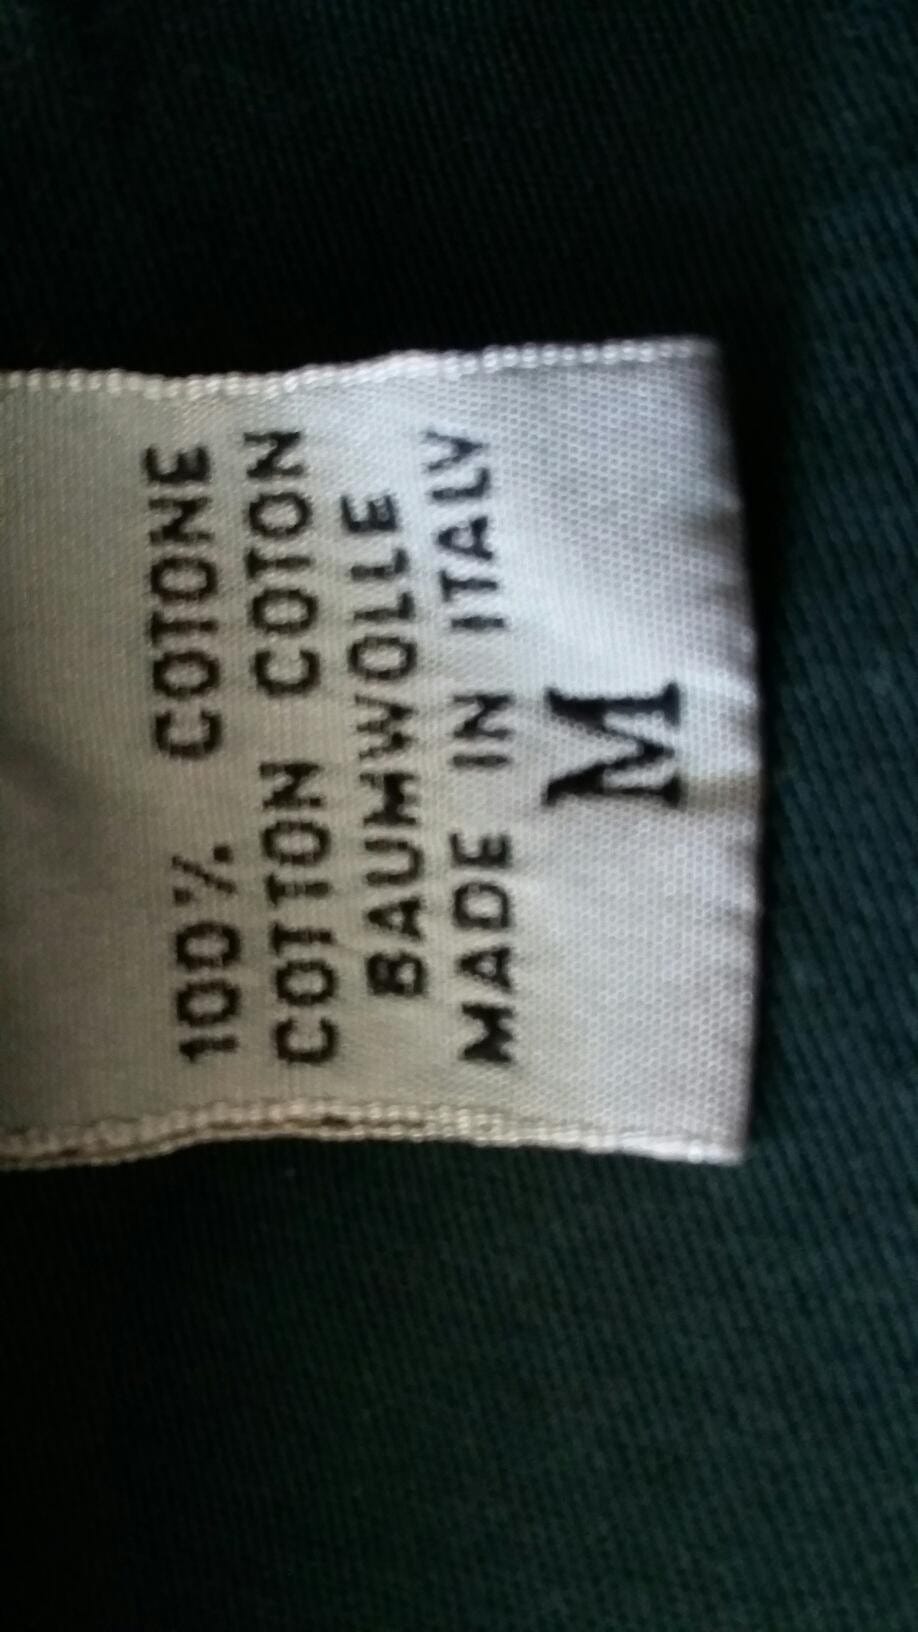 100% COTONE
COTTON COTON
BAUMWOLLE
MADE IN ITALY
M